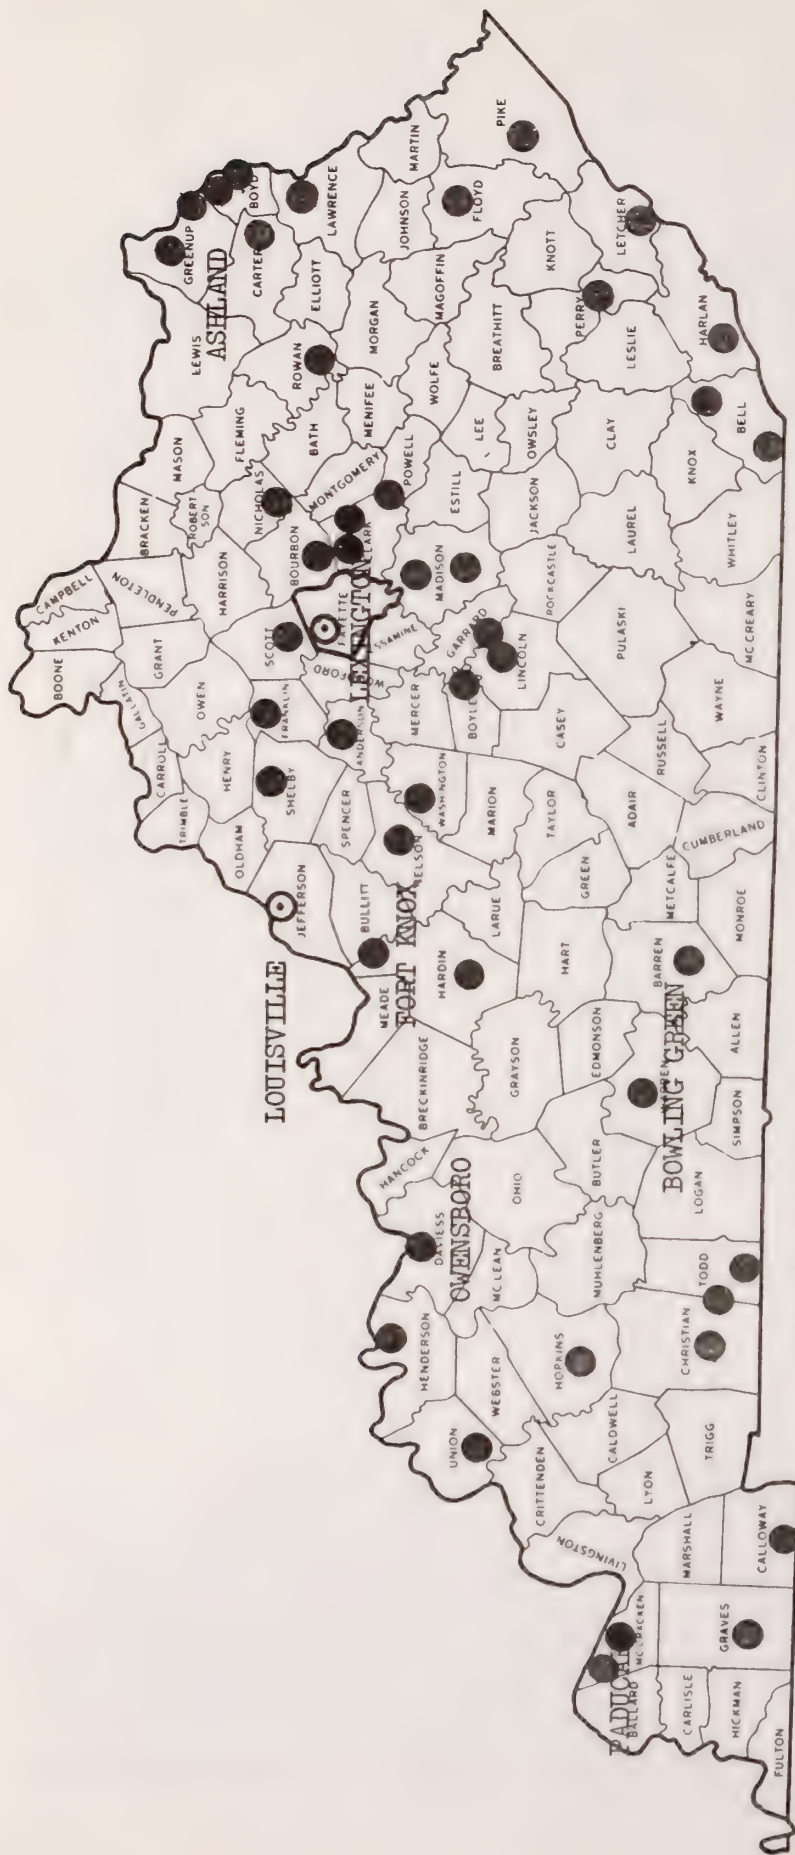 LOUISVILLE
FORT KNOX
LEXINGTON
ASHLAND
OWENSBORO
BOWLING GREEN
BOONE
KENTON
CAMPBELL
GALLATIN
GRANT
PENDLETON
BRACKEN
MASON
ROBERT
SON
LEWIS
GREENUP
BOYD
CARTER
CARROLL
TRIMBLE
OWEN
HARRISON
NICHOLAS
FLEMING
ROWAN
ELLIOTT
LAWRENCE
OLDHAM
HENRY
SCOTT
BOURBON
BATH
MENIFEE
MORGAN
JOHNSON
MARTIN
JEFFERSON
SHELBY
FRANKLIN
FAYETTE
CLARK
MONTGOMERY
POWELL
WOLFE
MAGOFFIN
FLOYD
PIKE
BULLITT
SPENCER
ANDERSON
MERCER
MADISON
ESTILL
LEE
BREATHITT
KNOTT
MEADE
HARDIN
NELSON
WASHINGTON
BOYLE
GARRARD
LINCOLN
ROCKCASTLE
JACKSON
OWSLEY
PERRY
LETCHER
BRECKINRIDGE
GRAYSON
LARUE
MARION
TAYLOR
CASEY
PULASKI
LAUREL
CLAY
LESLIE
HARLAN
HANCOCK
DAVIESS
OHIO
BUTLER
EDMONSON
HART
GREEN
ADAIR
RUSSELL
WAYNE
MC CREARY
WHITLEY
KNOX
BELL
HENDERSON
UNION
WEBSTER
MC LEAN
HOPKINS
MUHLENBERG
LOGAN
SIMPSON
ALLEN
BARREN
METCALFE
MONROE
CUMBERLAND
CLINTON
CRITTENDEN
CALDWELL
LYON
TRIGG
CHRISTIAN
TODD
LIVINGSTON
MARSHALL
CALLOWAY
GRAVES
BALLARD
CARLISLE
HICKMAN
FULTON